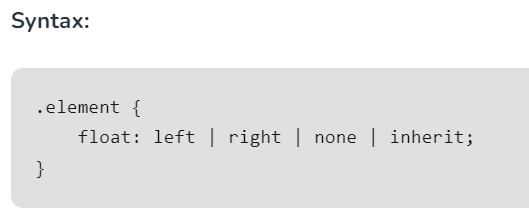 Syntax:
.element {
    float: left | right | none | inherit;
}